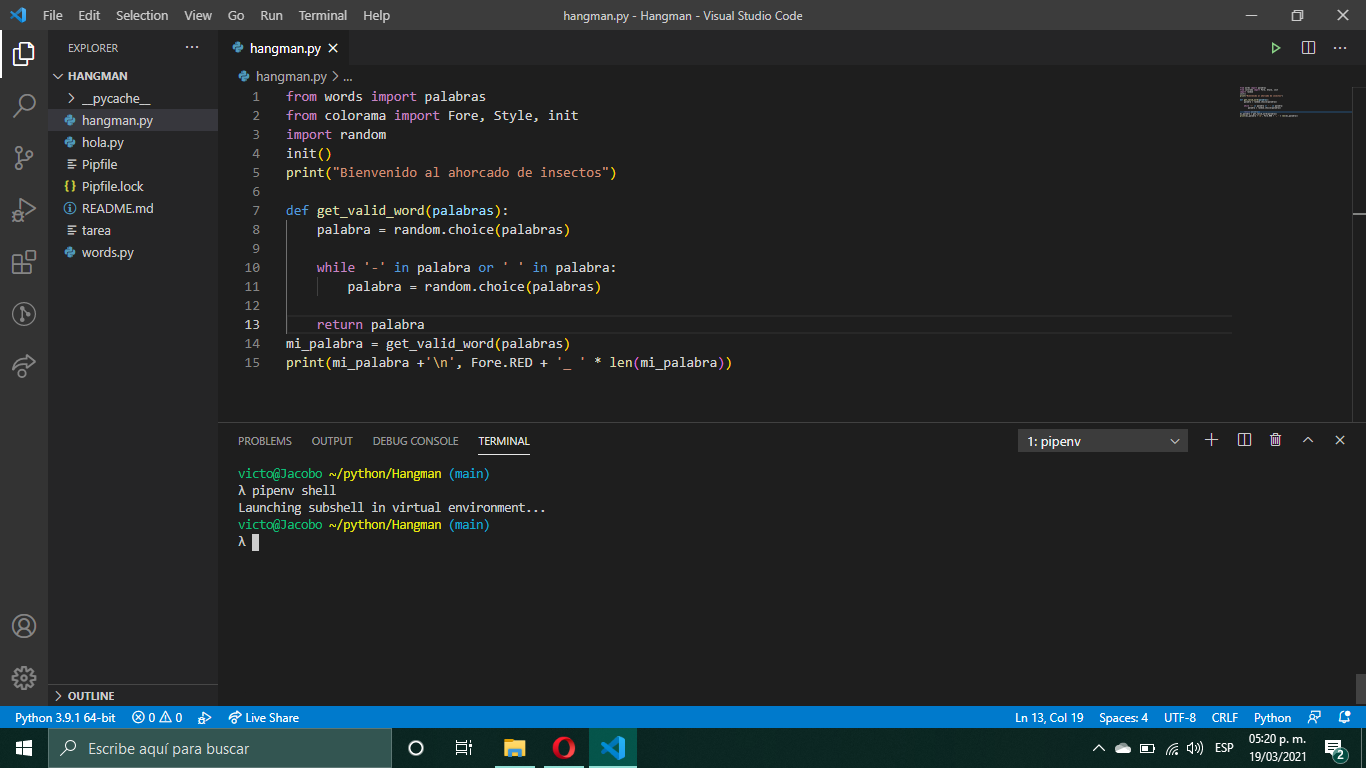 File Edit Selection View Go Run Terminal Help hangman.py - Hangman - Visual Studio Code
EXPLORER
HANGMAN
__pycache__
hangman.py
hola.py
Pipfile
Pipfile.lock
README.md
tarea
words.py
OUTLINE
hangman.py
hangman.py > ...
1 from words import palabras
2 from colorama import Fore, Style, init
3 import random
4 init()
5 print("Bienvenido al ahorcado de insectos")
6
7 def get_valid_word(palabras):
8 palabra = random.choice(palabras)
9
10 while '-' in palabra or ' ' in palabra:
11 palabra = random.choice(palabras)
12
13 return palabra
14 mi_palabra = get_valid_word(palabras)
15 print(mi_palabra +'\n', Fore.RED + '_ ' * len(mi_palabra))
PROBLEMS OUTPUT DEBUG CONSOLE TERMINAL 1: pipenv
victo@Jacobo ~/python/Hangman (main)
λ pipenv shell
Launching subshell in virtual environment...
victo@Jacobo ~/python/Hangman (main)
λ
Python 3.9.1 64-bit 0 0 Live Share Ln 13, Col 19 Spaces: 4 UTF-8 CRLF Python
Escribe aquí para buscar
ESP
05:20 p. m.
19/03/2021
2